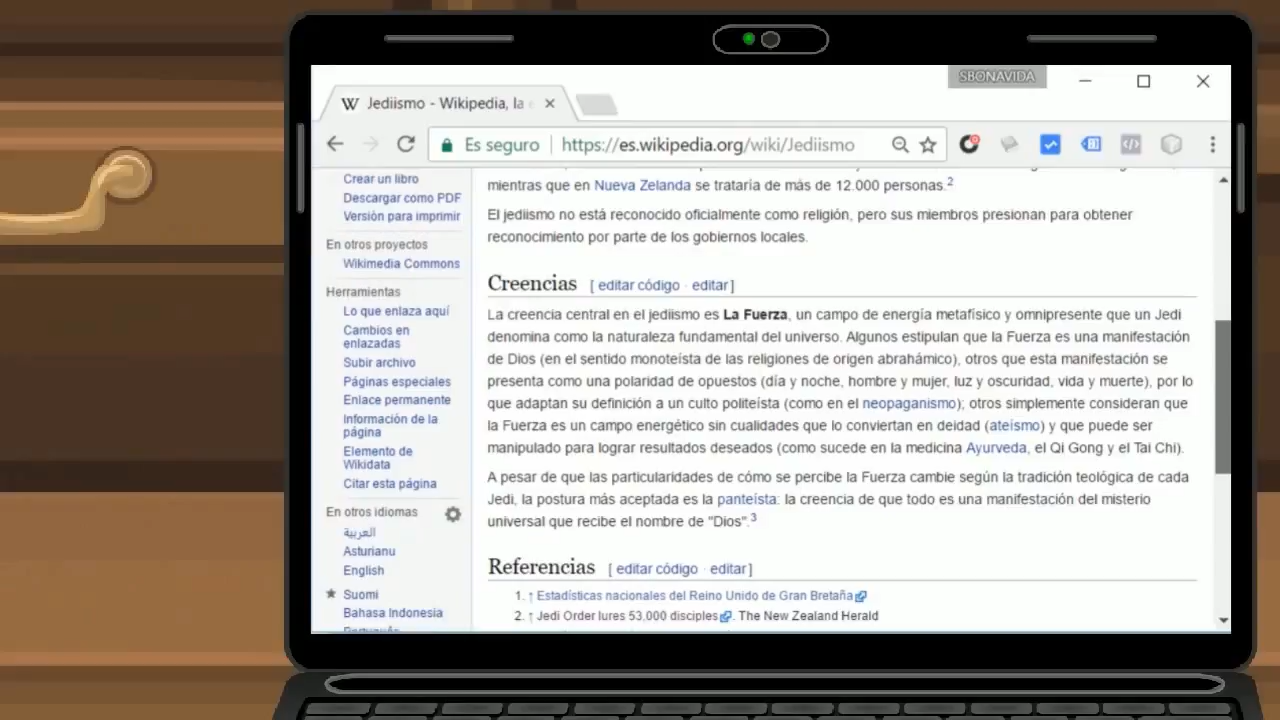 SBONAVIDA
Jediismo - Wikipedia, la
Es seguro
https://es.wikipedia.org/wiki/Jediismo
Crear un libro
Descargar como PDF
Versión para imprimir
En otros proyectos
Wikimedia Commons
Herramientas
Lo que enlaza aquí
Cambios en
enlazadas
Subir archivo
Páginas especiales
Enlace permanente
Información de la
página
Elemento de
Wikidata
Citar esta página
En otros idiomas
العربية
Asturianu
English
Suomi
Bahasa Indonesia
mientras que en Nueva Zelanda se trataría de más de 12.000 personas.2
El jediismo no está reconocido oficialmente como religión, pero sus miembros presionan para obtener
reconocimiento por parte de los gobiernos locales.
Creencias [ editar código · editar ]
La creencia central en el jediismo es La Fuerza, un campo de energía metafísico y omnipresente que un Jedi
denomina como la naturaleza fundamental del universo. Algunos estipulan que la Fuerza es una manifestación
de Dios (en el sentido monoteísta de las religiones de origen abrahámico), otros que esta manifestación se
presenta como una polaridad de opuestos (día y noche, hombre y mujer, luz y oscuridad, vida y muerte), por lo
que adaptan su definición a un culto politeísta (como en el neopaganismo); otros simplemente consideran que
la Fuerza es un campo energético sin cualidades que lo conviertan en deidad (ateísmo) y que puede ser
manipulado para lograr resultados deseados (como sucede en la medicina Ayurveda, el Qi Gong y el Tai Chi).
A pesar de que las particularidades de cómo se percibe la Fuerza cambie según la tradición teológica de cada
Jedi, la postura más aceptada es la panteísta: la creencia de que todo es una manifestación del misterio
universal que recibe el nombre de "Dios".3
Referencias [ editar código · editar ]
1. ↑ Estadísticas nacionales del Reino Unido de Gran Bretaña
2. ↑ Jedi Order lures 53,000 disciples. The New Zealand Herald